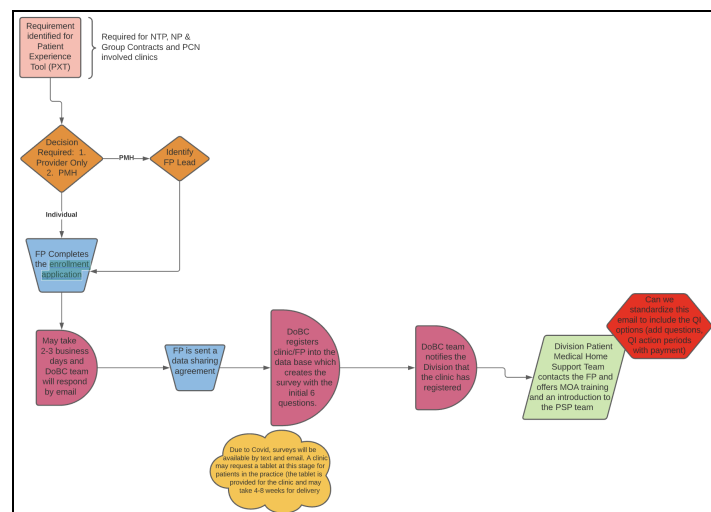 Requirement
identified for
Patient
Experience
Tool (PXT)
Required for NTP, NP &
Group Contracts and PCN
involved clinics
Decision
Required: 1.
Provider Only
2. PMH
PMH
Identify
FP Lead
Individual
FP Completes
the enrollment
application
May take
2-3 business
days and
DoBC team
will respond
by email
FP is sent a
data sharing
agreement
DoBC
registers
clinic/FP into the
data base which
creates the
survey with the
initial 6
questions.
DoBC team
notifies the
Division that
the clinic has
registered
Division Patient
Medical Home
Support Team
contacts the FP and
offers MOA training
and an introduction to
the PSP team
Can we
standardize this
email to include the QI
options (add questions,
QI action periods
with payment)
Due to Covid, surveys will be
available by text and email. A clinic
may request a tablet at this stage for
patients in the practice (the tablet is
provided for the clinic and may
take 4-8 weeks for delivery